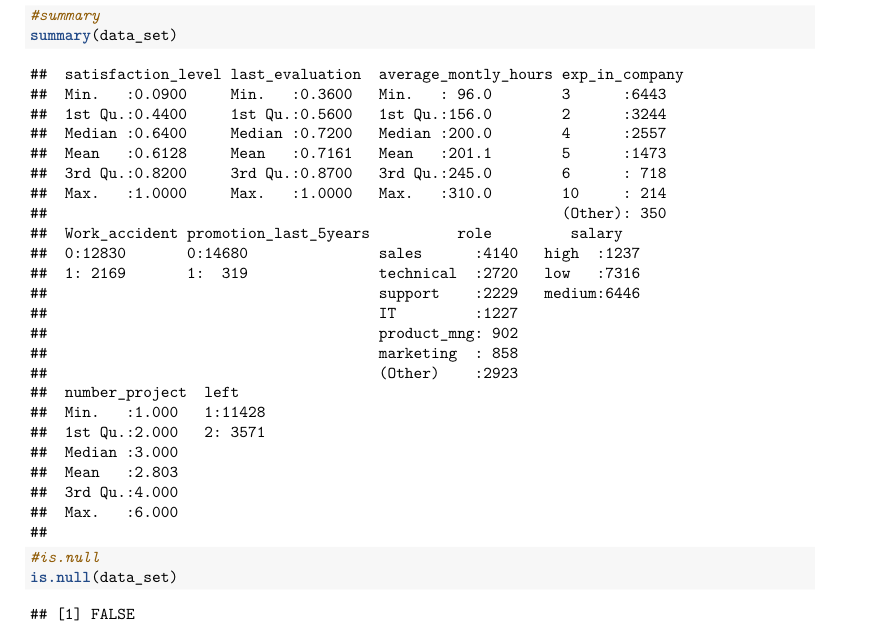 #summary
summary(data_set)
##  satisfaction_level last_evaluation  average_montly_hours exp_in_company
##  Min.   :0.0900     Min.   :0.3600   Min.   : 96.0        3      :6443
##  1st Qu.:0.4400     1st Qu.:0.5600   1st Qu.:156.0        2      :3244
##  Median :0.6400     Median :0.7200   Median :200.0        4      :2557
##  Mean   :0.6128     Mean   :0.7161   Mean   :201.1        5      :1473
##  3rd Qu.:0.8200     3rd Qu.:0.8700   3rd Qu.:245.0        6      : 718
##  Max.   :1.0000     Max.   :1.0000   Max.   :310.0        10     : 214
##                                                           (Other): 350
##  Work_accident promotion_last_5years          role         salary
##  0:12830       0:14680               sales      :4140   high  :1237
##  1: 2169       1:  319               technical  :2720   low   :7316
##                                      support    :2229   medium:6446
##                                      IT         :1227
##                                      product_mng: 902
##                                      marketing  : 858
##                                      (Other)    :2923
##  number_project  left
##  Min.   :1.000   1:11428
##  1st Qu.:2.000   2: 3571
##  Median :3.000
##  Mean   :2.803
##  3rd Qu.:4.000
##  Max.   :6.000
##
#is.null
is.null(data_set)
## [1] FALSE